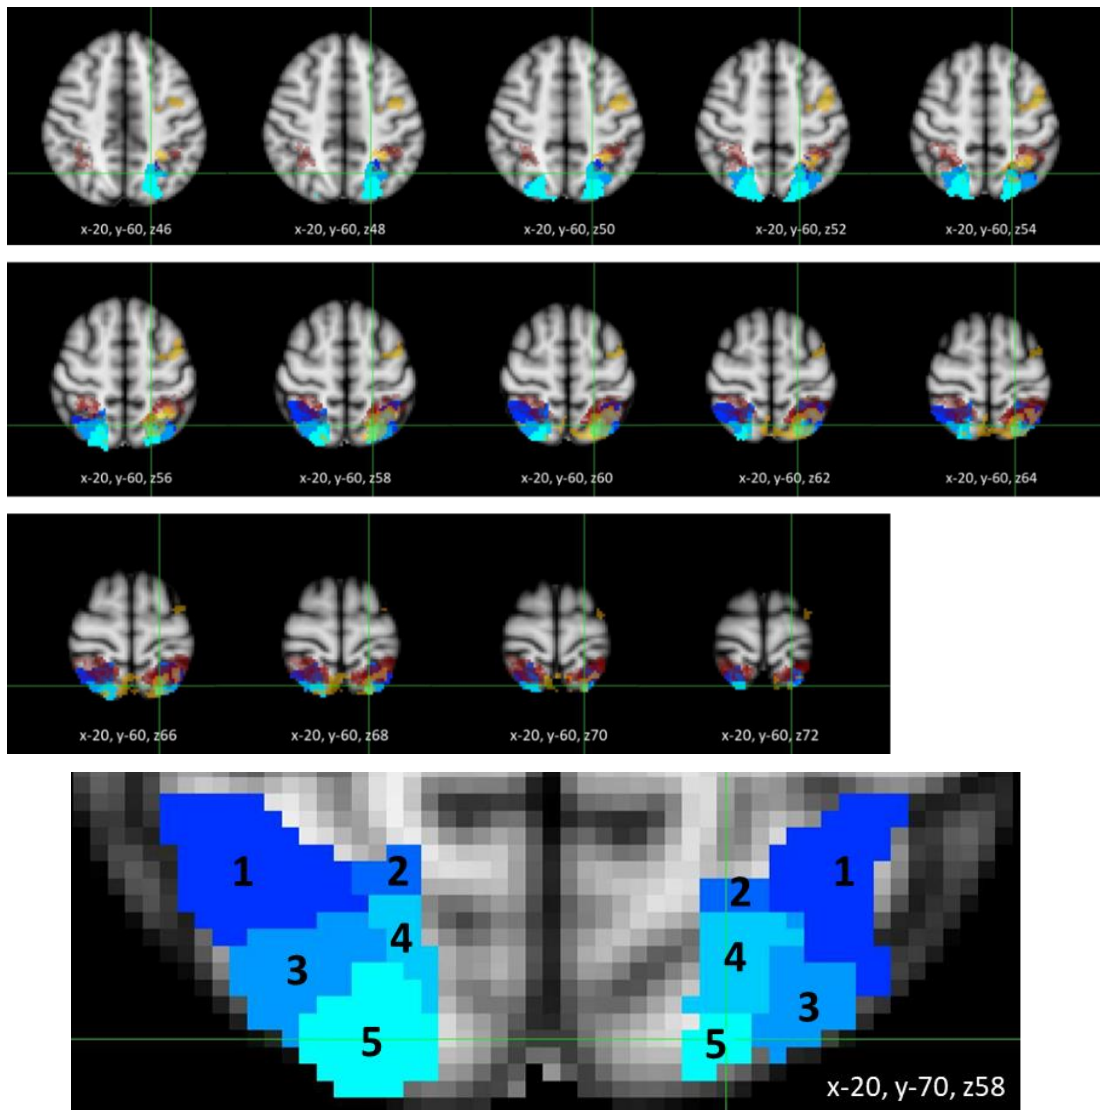 x-20, y-60, z46
x-20, y-60, z48
x-20, y-60, z50
x-20, y-60, z52
x-20, y-60, z54
x-20, y-60, z56
x-20, y-60, z58
x-20, y-60, z60
x-20, y-60, z62
x-20, y-60, z64
x-20, y-60, z66
x-20, y-60, z68
x-20, y-60, z70
x-20, y-60, z72
1 2 2 1
4 4
3 3
5 5
x-20, y-70, z58